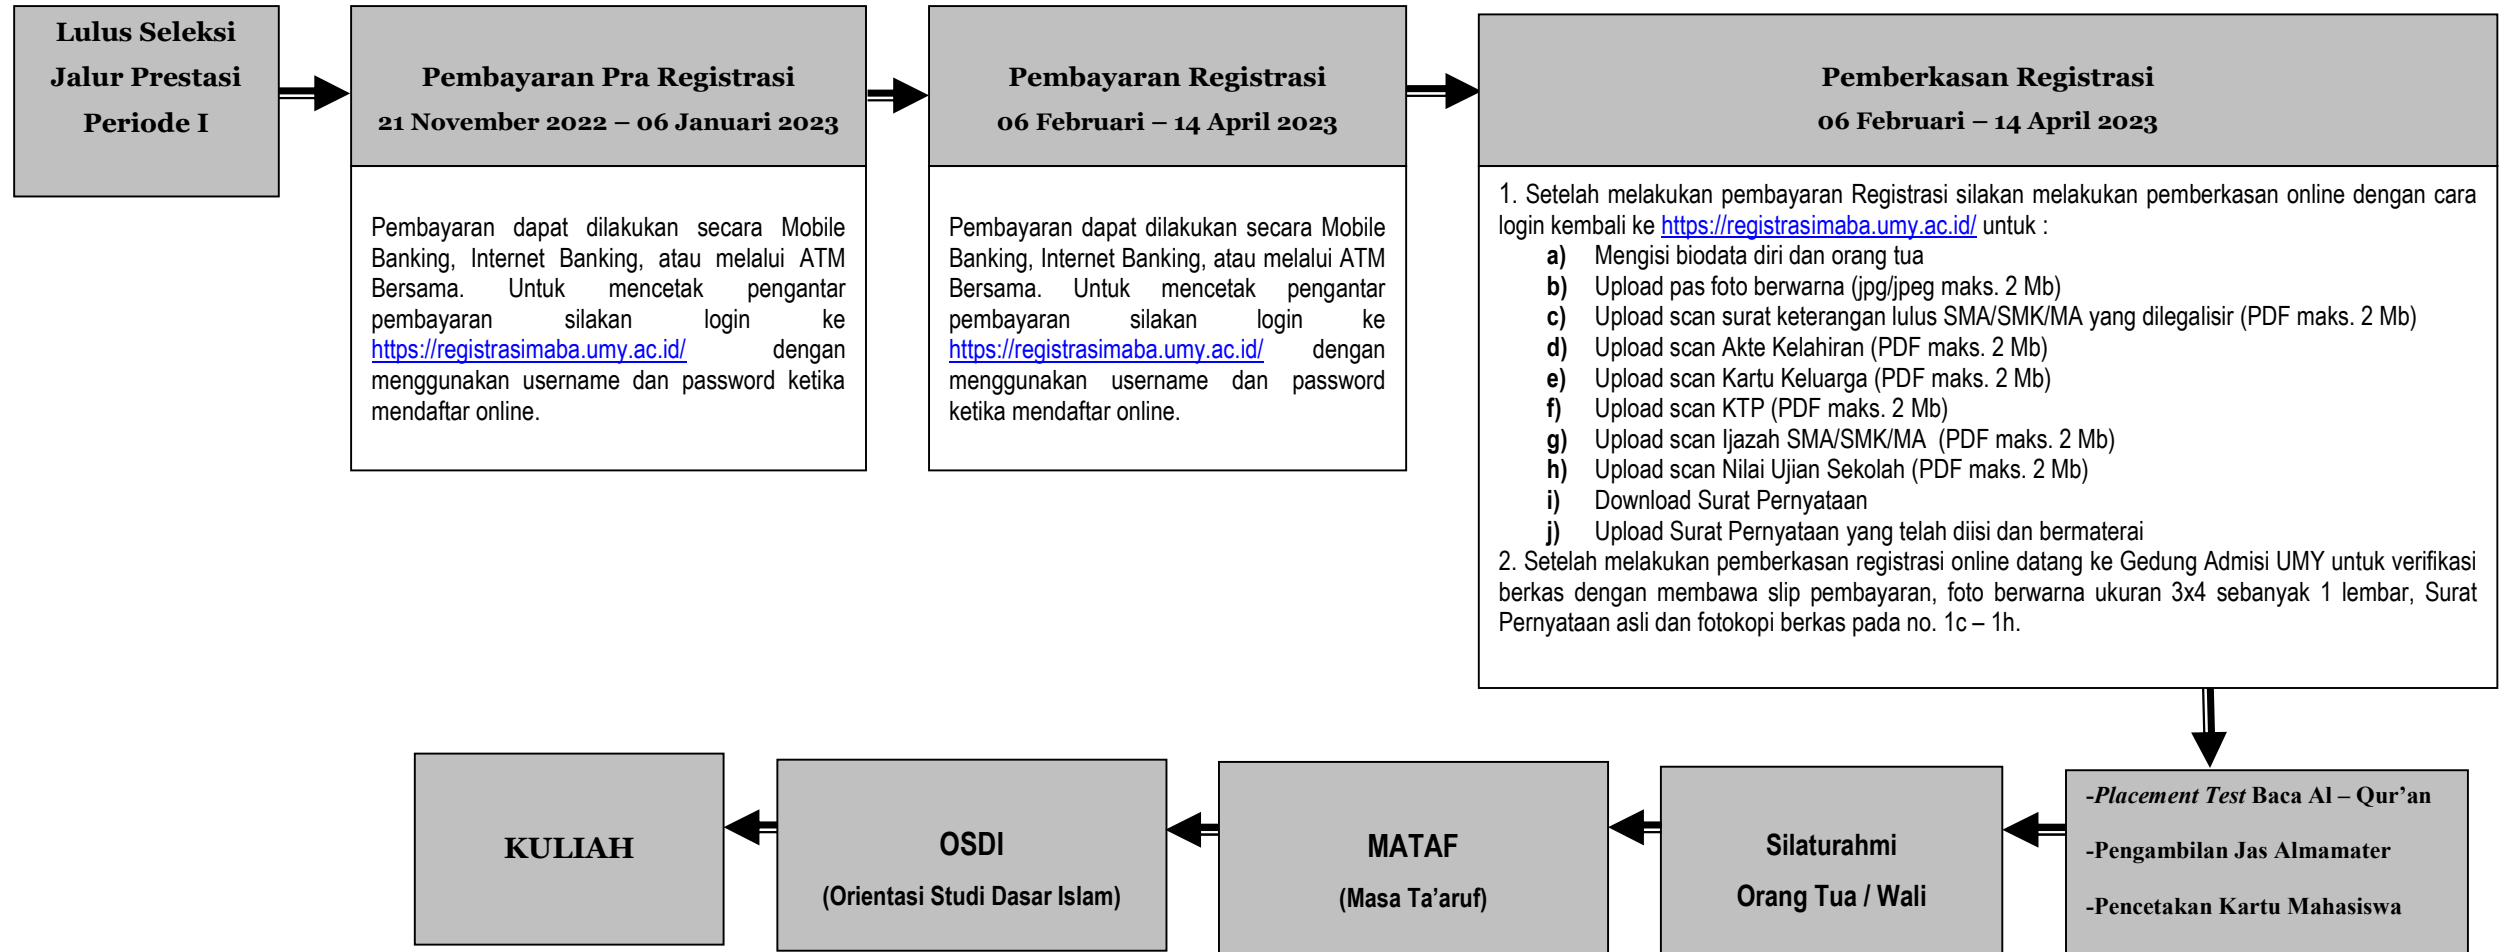 Lulus Seleksi
Jalur Prestasi
Periode I
Pembayaran Pra Registrasi
21 November 2022 – 06 Januari 2023
Pembayaran dapat dilakukan secara Mobile
Banking, Internet Banking, atau melalui ATM
Bersama. Untuk mencetak pengantar
pembayaran silakan login ke
https://registrasimaba.umy.ac.id/ dengan
menggunakan username dan password ketika
mendaftar online.
Pembayaran Registrasi
06 Februari – 14 April 2023
Pembayaran dapat dilakukan secara Mobile
Banking, Internet Banking, atau melalui ATM
Bersama. Untuk mencetak pengantar
pembayaran silakan login ke
https://registrasimaba.umy.ac.id/ dengan
menggunakan username dan password
ketika mendaftar online.
Pemberkasan Registrasi
06 Februari – 14 April 2023
1. Setelah melakukan pembayaran Registrasi silakan melakukan pemberkasan online dengan cara
login kembali ke https://registrasimaba.umy.ac.id/ untuk :
a) Mengisi biodata diri dan orang tua
b) Upload pas foto berwarna (jpg/jpeg maks. 2 Mb)
c) Upload scan surat keterangan lulus SMA/SMK/MA yang dilegalisir (PDF maks. 2 Mb)
d) Upload scan Akte Kelahiran (PDF maks. 2 Mb)
e) Upload scan Kartu Keluarga (PDF maks. 2 Mb)
f) Upload scan KTP (PDF maks. 2 Mb)
g) Upload scan Ijazah SMA/SMK/MA (PDF maks. 2 Mb)
h) Upload scan Nilai Ujian Sekolah (PDF maks. 2 Mb)
i) Download Surat Pernyataan
j) Upload Surat Pernyataan yang telah diisi dan bermaterai
2. Setelah melakukan pemberkasan registrasi online datang ke Gedung Admisi UMY untuk verifikasi
berkas dengan membawa slip pembayaran, foto berwarna ukuran 3x4 sebanyak 1 lembar, Surat
Pernyataan asli dan fotokopi berkas pada no. 1c – 1h.
-Placement Test Baca Al – Qur’an
-Pengambilan Jas Almamater
-Pencetakan Kartu Mahasiswa
Silaturahmi
Orang Tua / Wali
MATAF
(Masa Ta’aruf)
OSDI
(Orientasi Studi Dasar Islam)
KULIAH